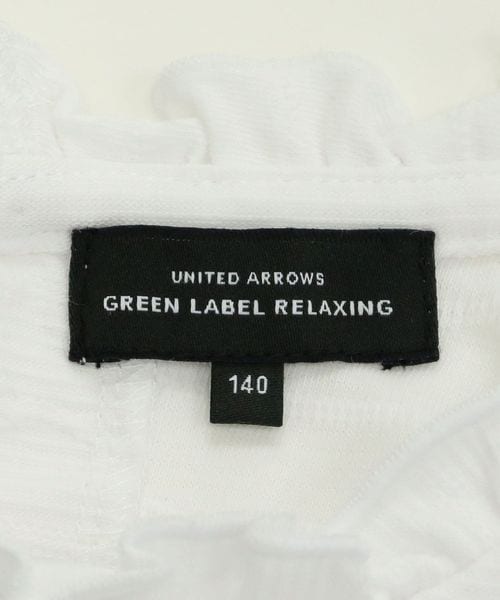 UNITED ARROWS
GREEN LABEL RELAXING
140